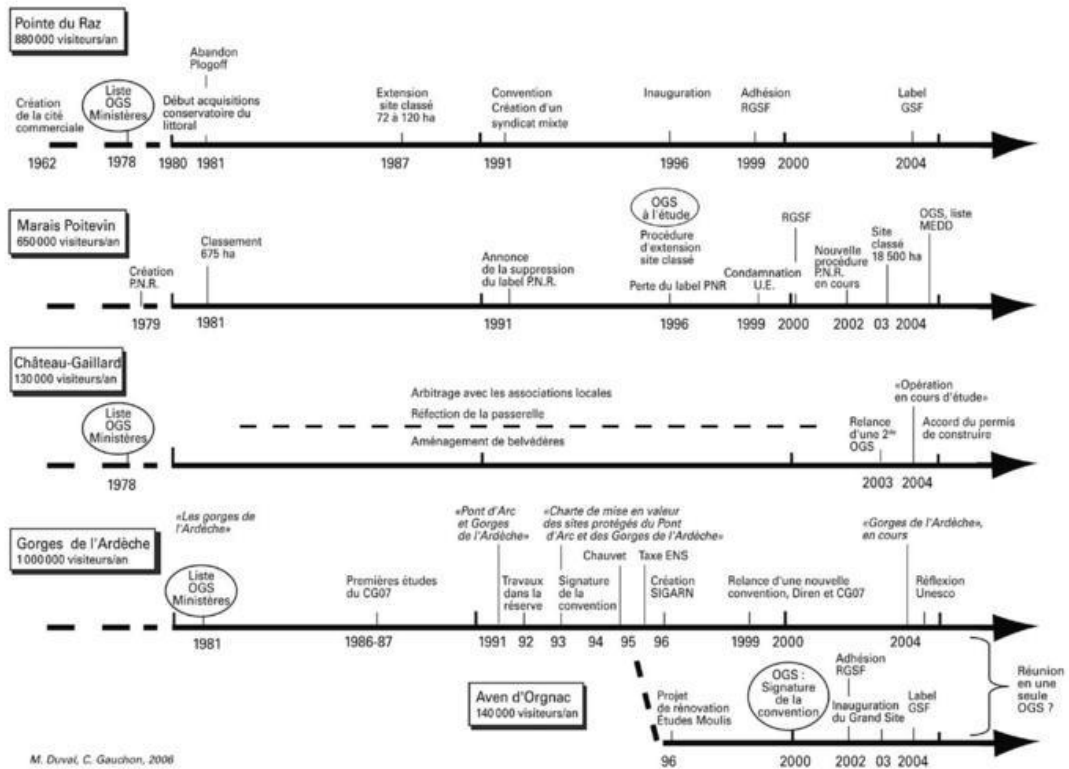 Pointe du Raz
880 000 visiteurs/an
Création
de la cité
commerciale
Liste
OGS
Ministères
Abandon
Plogoff
Début acquisitions
conservatoire du
littoral
Extension
site classé
72 à 120 ha
Convention
Création d'un
syndicat mixte
Inauguration
Adhésion
RGSF
Label
GSF
1962
1978
1980
1981
1987
1991
1996
1999
2000
2004
Marais Poitevin
650 000 visiteurs/an
Création
P.N.R.
Classement
675 ha
Annonce
de la suppression
du label P.N.R.
OGS
à l'étude
Procédure
d'extension
site classé
Perte du label PNR
Condamnation
U.E.
RGSF
Nouvelle
procédure
P.N.R.
en cours
Site
classé
18 500 ha
OGS, liste
MEDD
1979
1981
1991
1996
1999
2000
2002
03
2004
Château-Gaillard
130 000 visiteurs/an
Liste
OGS
Ministères
Arbitrage avec les associations locales
Réfection de la passerelle
Aménagement de belvédères
Relance
d'une 2de
OGS
«Opération
en cours d'étude»
Accord du permis
de construire
1978
2003
2004
Gorges de l'Ardèche
1 000 000 visiteurs/an
«Les gorges de
l'Ardèche»
Liste
OGS
Ministères
Premières études
du CG07
«Pont d'Arc
et Gorges
de l'Ardèche»
Travaux
dans la
réserve
«Charte de mise en valeur
des sites protégés du Pont
d'Arc et des Gorges de l'Ardèche»
Signature
de la
convention
Chauvet
Taxe ENS
Création
SIGARN
Relance d'une nouvelle
convention, Diren et CG07
«Gorges de l'Ardèche»,
en cours
Réflexion
Unesco
1981
1986-87
1991
92
93
94
95
96
1999
2000
2004
Aven d'Orgnac
140 000 visiteurs/an
Projet
de rénovation
Études Moulis
OGS :
Signature
de la
convention
Adhésion
RGSF
Inauguration
du Grand Site
Label
GSF
Réunion
en une
seule
OGS ?
96
2000
2002
03
2004
M. Duval, C. Gauchon, 2006